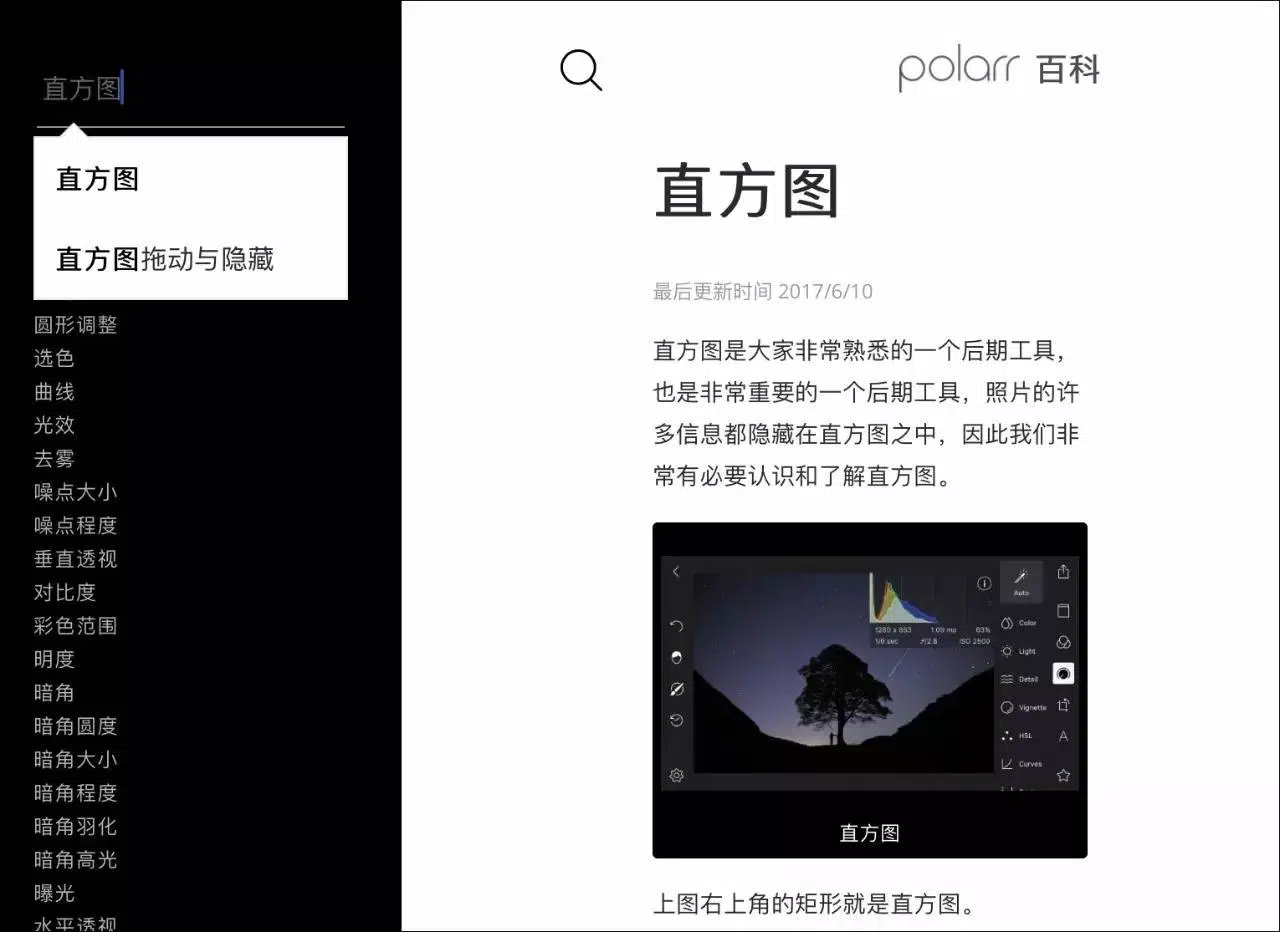 直方图
直方图
直方图拖动与隐藏
圆形调整
选色
曲线
光效
去雾
噪点大小
噪点程度
垂直透视
对比度
彩色范围
明度
暗角
暗角圆度
暗角大小
暗角程度
暗角羽化
暗角高光
曝光
水平透视
polarr 百科
直方图
最后更新时间 2017/6/10
直方图是大家非常熟悉的一个后期工具，
也是非常重要的一个后期工具，照片的许
多信息都隐藏在直方图之中，因此我们非
常有必要认识和了解直方图。
Auto
1280 x 853 1.09 mp 63%
1/0 sec ISO 2500
Color
Light
Detail
Vignette
HSL
Curves
直方图
上图右上角的矩形就是直方图。